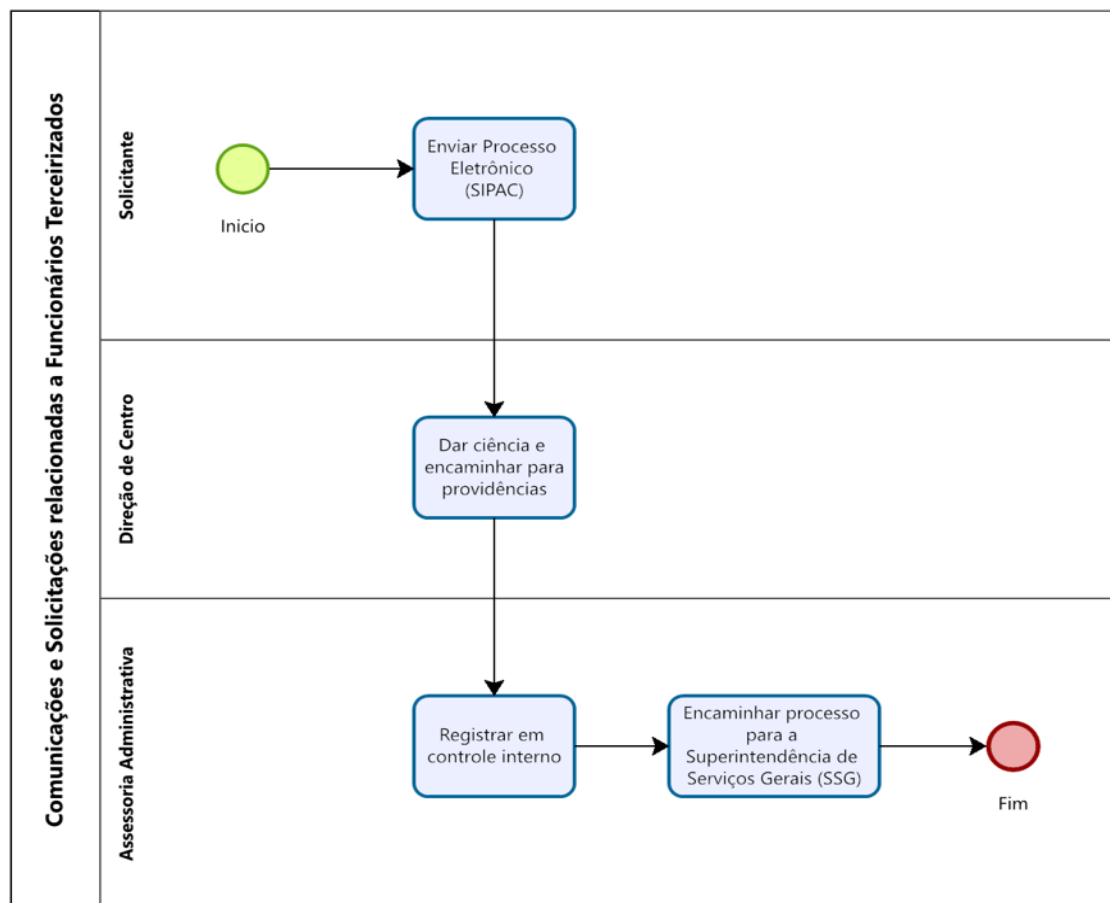 Comunicações e Solicitações relacionadas a Funcionários Terceirizados
Solicitante
Inicio
Enviar Processo
Eletrônico
(SIPAC)
Direção de Centro
Dar ciência e
encaminhar para
providências
Assessoria Administrativa
Registrar em
controle interno
Encaminhar processo
para a
Superintendência de
Serviços Gerais (SSG)
Fim